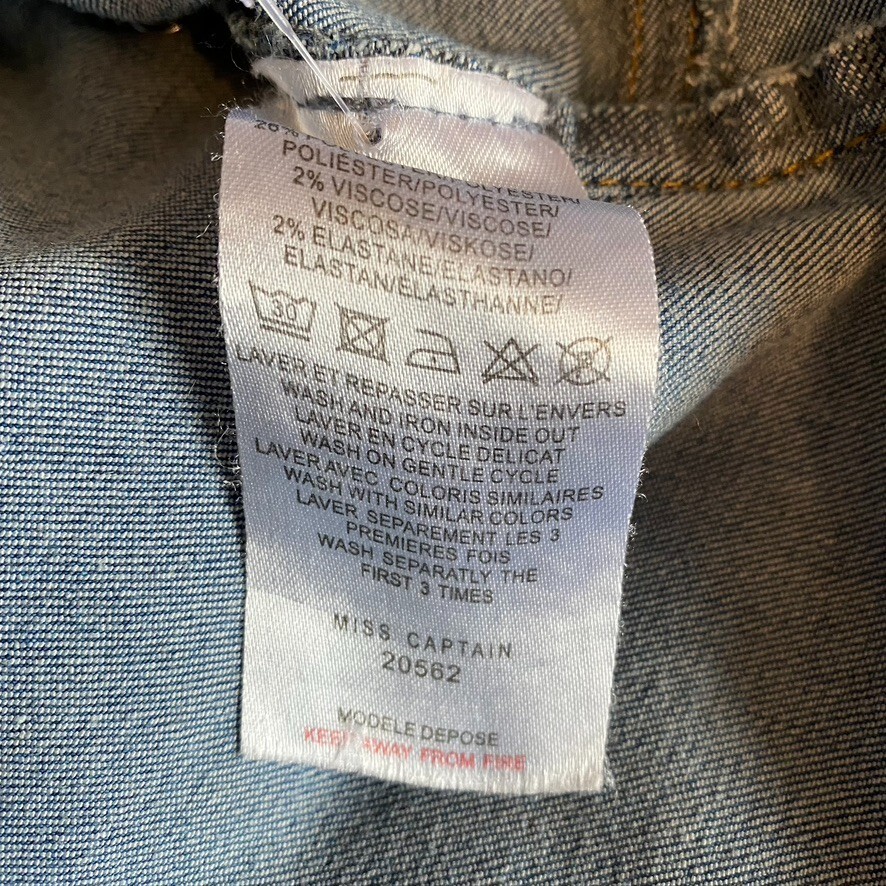 POLIÉSTER/POLYESTER/
2% VISCOSE/VISCOSE/
VISCOSA/VISKOSE/
2% ELASTANE/ELASTANO/
ELASTAN/ELASTHANNE/
30
LAVER ET REPASSER SUR L'ENVERS
WASH AND IRON INSIDE OUT
LAVER EN CYCLE DELICAT
WASH ON GENTLE CYCLE
LAVER AVEC COLORIS SIMILAIRES
WASH WITH SIMILAR COLORS
LAVER SEPAREMENT LES 3
PREMIERES FOIS
WASH SEPARATLY THE
FIRST 3 TIMES
MISS CAPTAIN
20562
MODELE DEPOSE
KEEP AWAY FROM FIRE